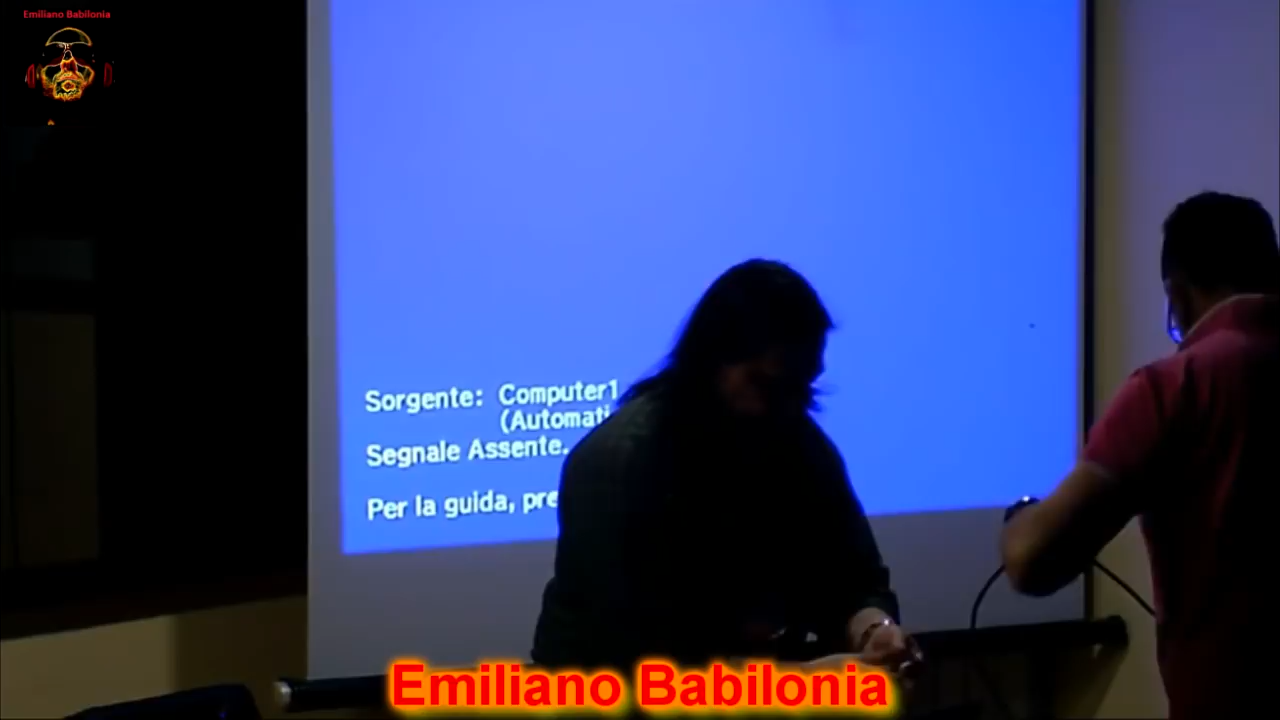 Emiliano Babilonia
Sorgente: Computer1
(Automati
Segnale Assente.
Per la guida, pre
Emiliano Babilonia